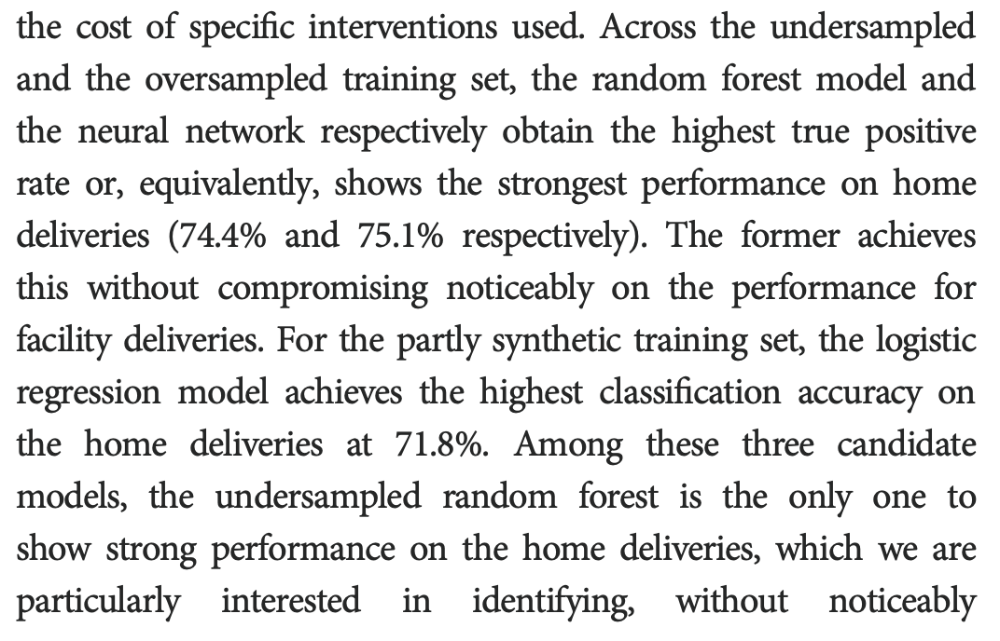 the cost of specific interventions used. Across the undersampled
and the oversampled training set, the random forest model and
the neural network respectively obtain the highest true positive
rate or, equivalently, shows the strongest performance on home
deliveries (74.4% and 75.1% respectively). The former achieves
this without compromising noticeably on the performance for
facility deliveries. For the partly synthetic training set, the logistic
regression model achieves the highest classification accuracy on
the home deliveries at 71.8%. Among these three candidate
models, the undersampled random forest is the only one to
show strong performance on the home deliveries, which we are
particularly interested in identifying, without noticeably